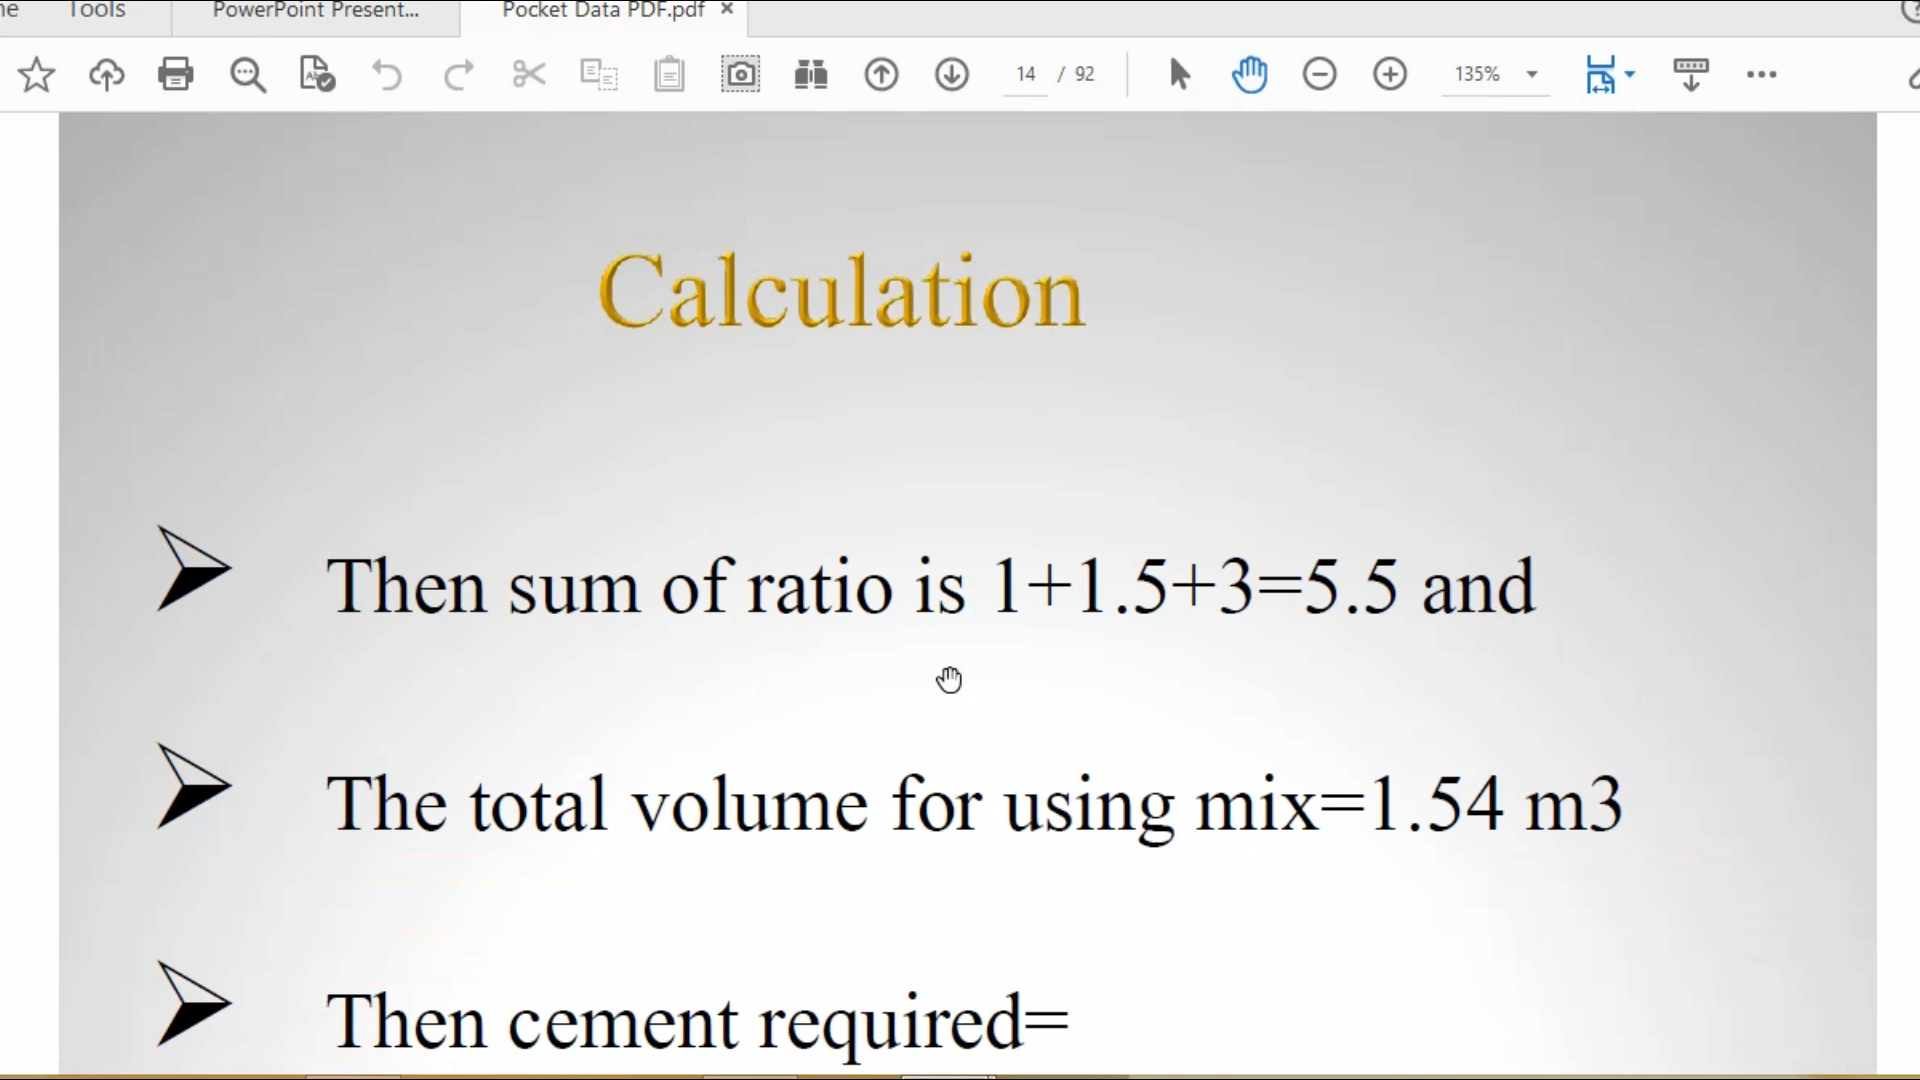 Tools
PowerPoint Present...
Pocket Data PDF.pdf
14 / 92
135%
Calculation
Then sum of ratio is 1+1.5+3=5.5 and
The total volume for using mix=1.54 m3
Then cement required=